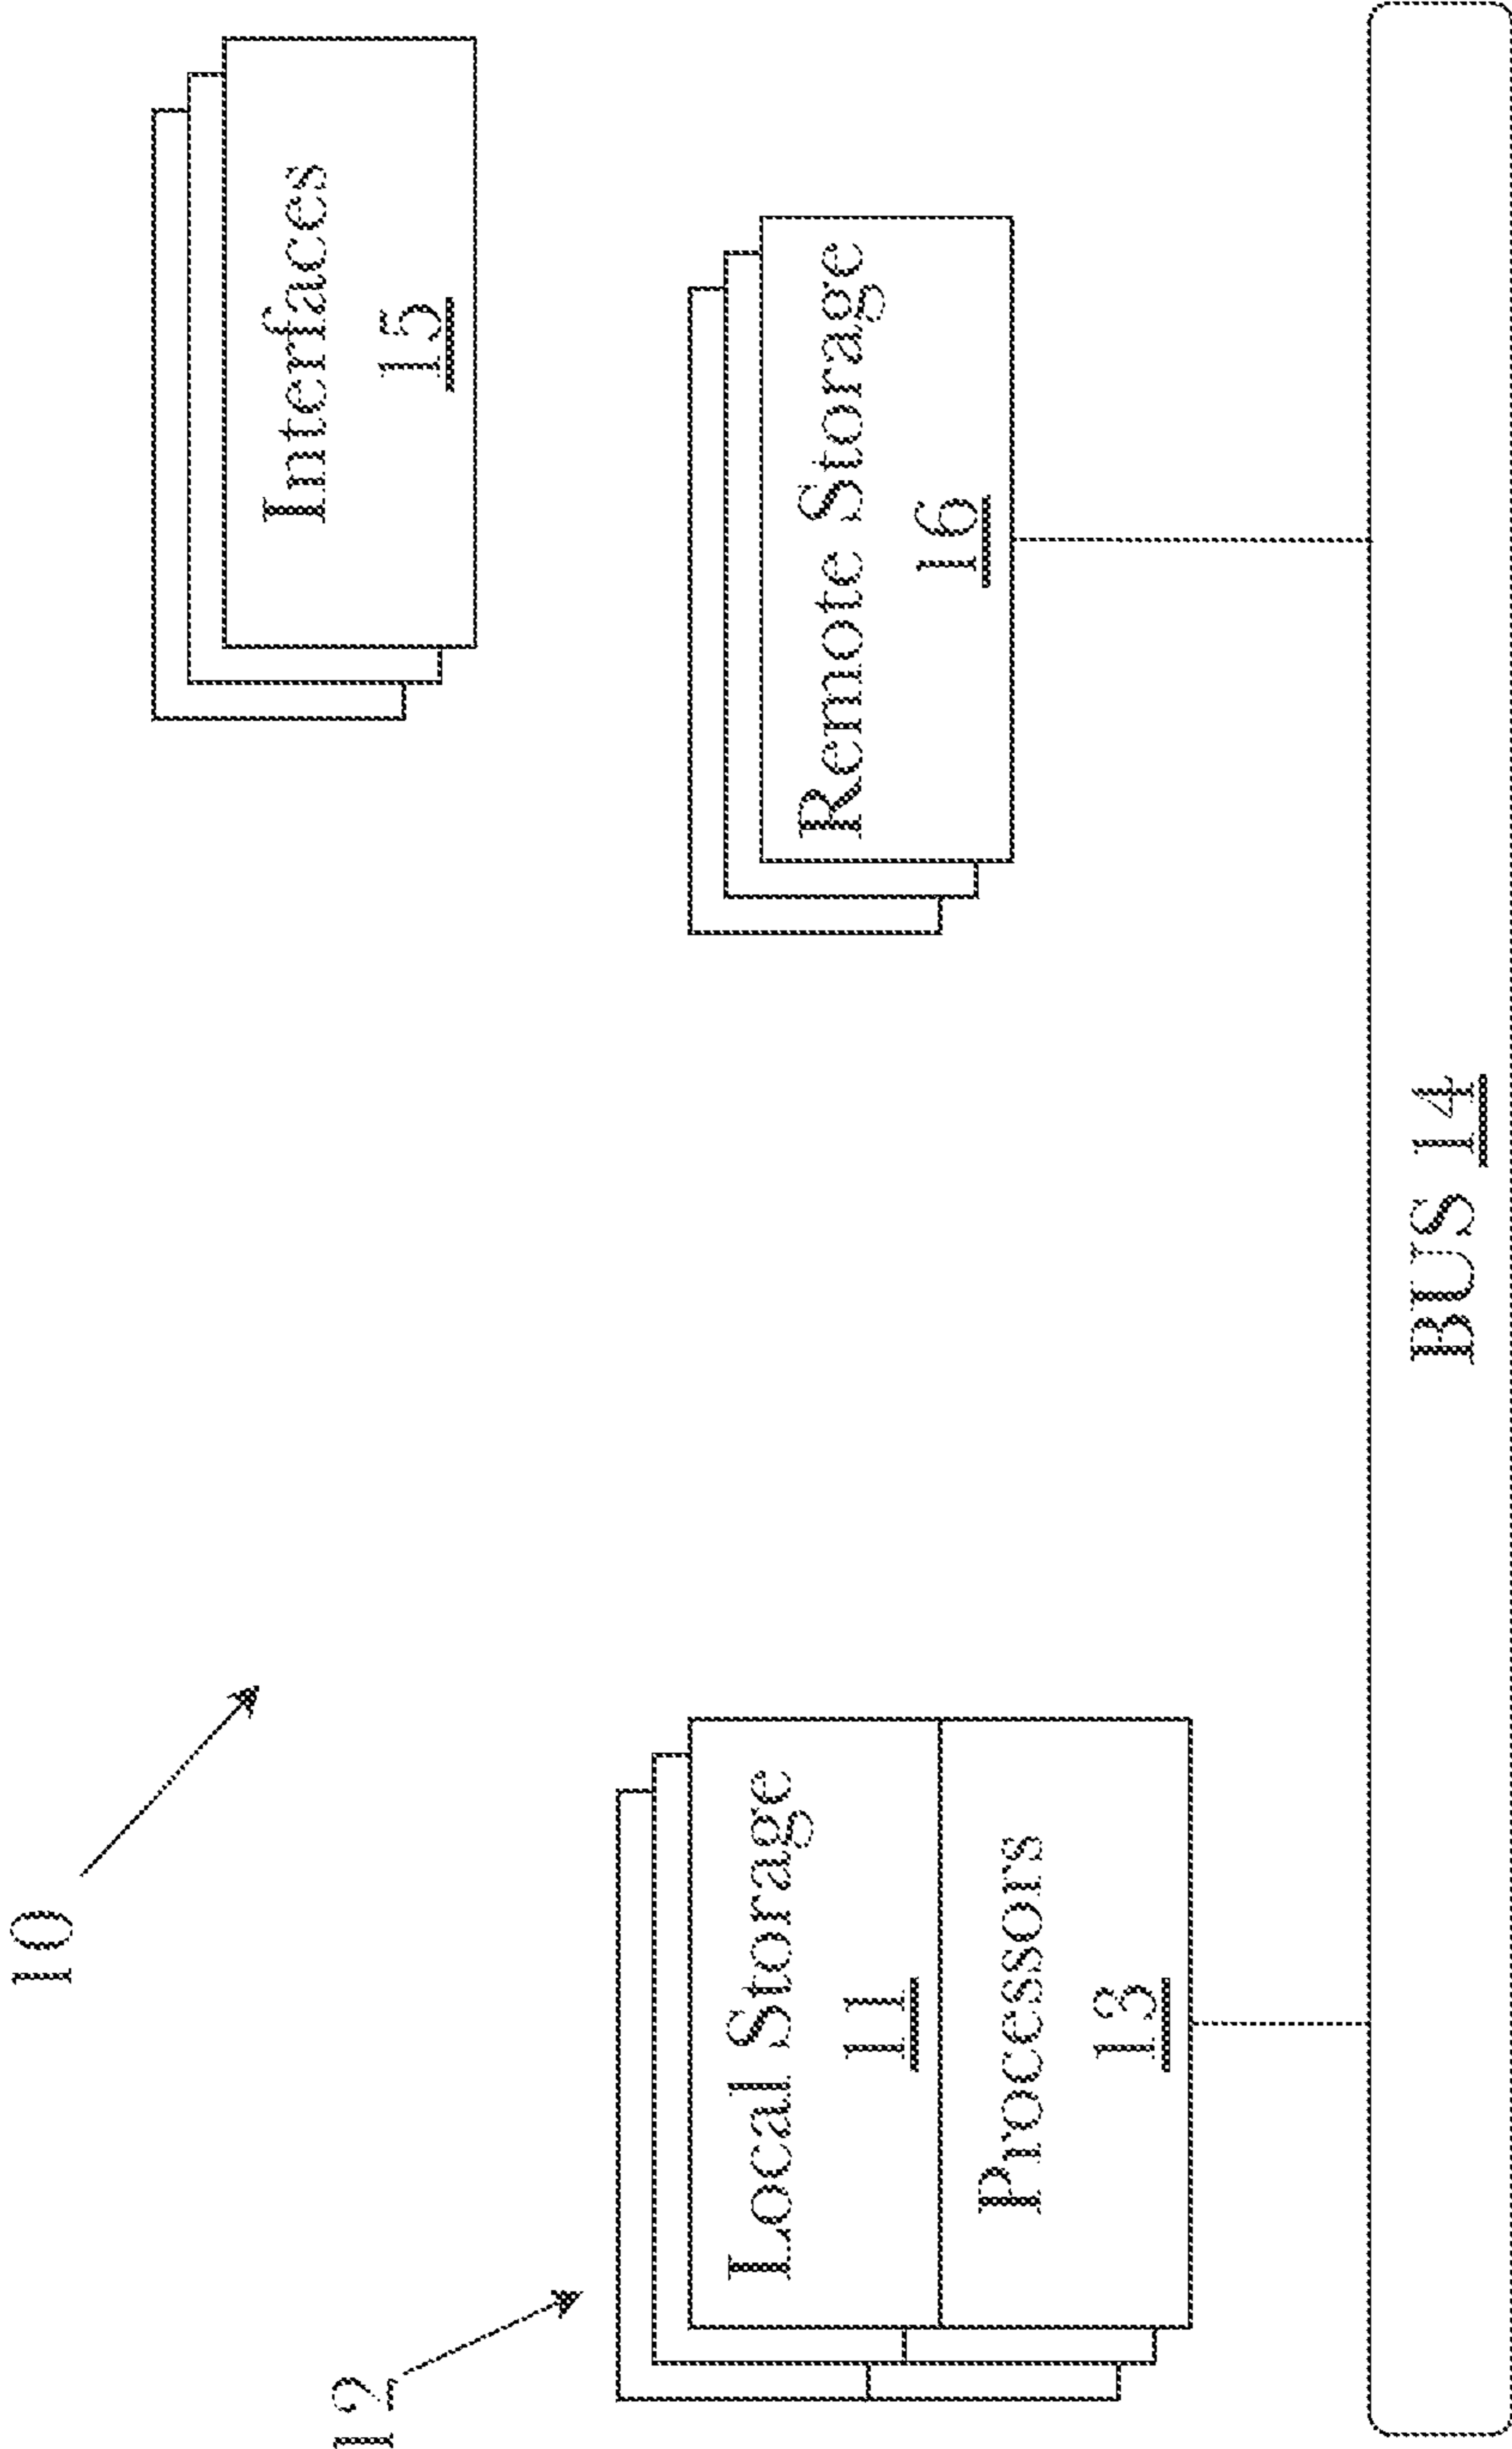 10
12
Interfaces
15
Local Storage
11
Processors
13
Remote Storage
16
BUS 14